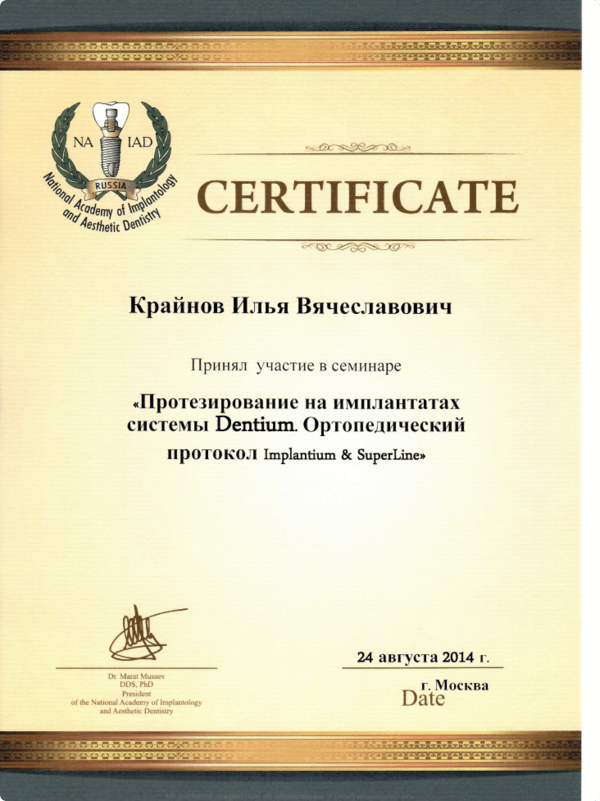 NA IAD
RUSSIA
National Academy of Implantology
and Aesthetic Dentistry
CERTIFICATE
Крайнов Илья Вячеславович
Принял участие в семинаре
«Протезирование на имплантатах
системы Dentium. Ортопедический
протокол Implantium & SuperLine»
Dr. Marat Musaev
DDS, PhD
President
of the National Academy of Implantology
and Aesthetic Dentistry
24 августа 2014 г.
г. Москва
Date